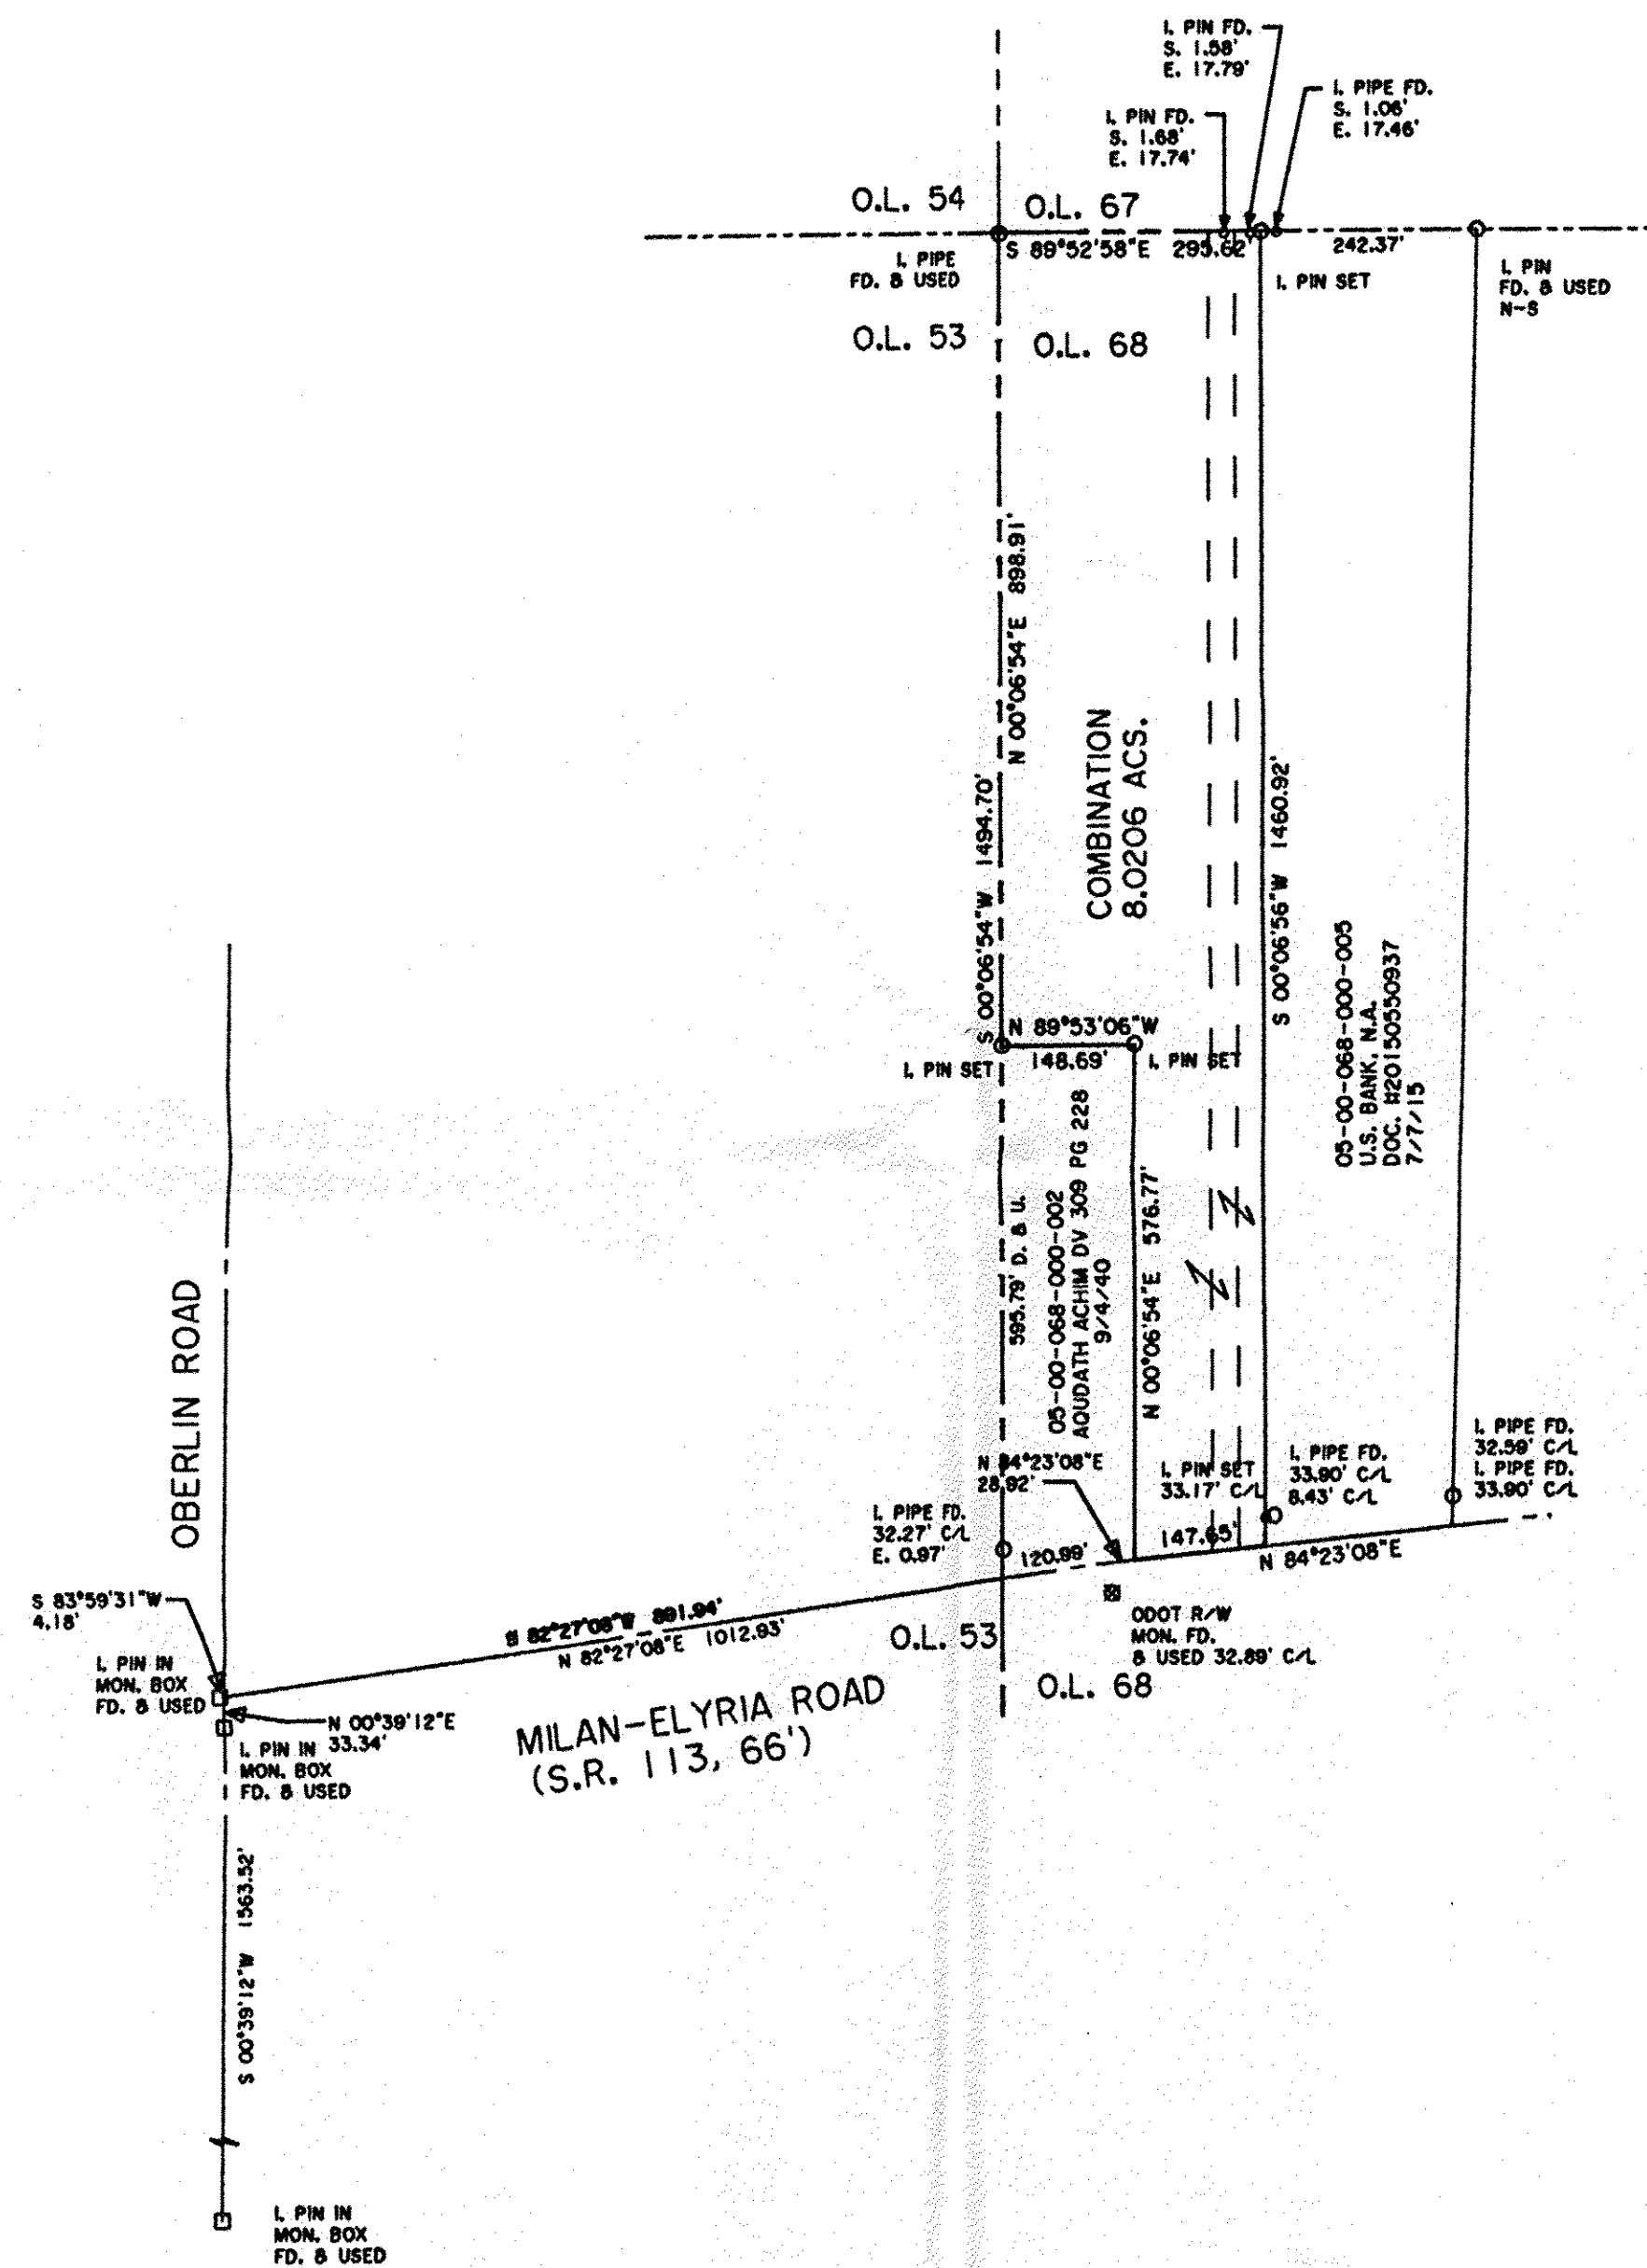 I. PIN FD.
S. 1.58'
E. 17.79'
I. PIPE FD.
S. 1.06'
E. 17.46'
I. PIN FD.
S. 1.68'
E. 17.74'
O.L. 54
O.L. 67
S 89°52'58"E 295.62'
242.37'
I. PIPE
FD. & USED
I. PIN SET
I. PIN
FD. & USED
N-S
O.L. 53
O.L. 68
N 00°06'54"E 898.91'
S 00°06'54"W 1494.70'
COMBINATION
8.0206 ACS.
S 00°06'56"W 1460.92'
05-00-068-000-005
U.S. BANK, N.A.
DOC. #20150550937
7/7/15
N 89°53'06"W
148.69'
I. PIN SET
I. PIN SET
595.79' D. & U.
05-00-068-000-002
AQUDATH ACHIM DV 309 PG 228
9/4/40
N 00°06'54"E 576.77'
OBERLIN ROAD
N 84°23'08"E
28.92'
I. PIN SET
33.17' C/L
I. PIPE FD.
33.90' C/L
8.43' C/L
I. PIPE FD.
32.59' C/L
I. PIPE FD.
33.90' C/L
I. PIPE FD.
32.27' C/L
E. 0.97'
120.99'
147.65'
N 84°23'08"E
S 83°59'31"W
4.18'
S 82°27'08"W 891.94'
N 82°27'08"E 1012.93'
O.L. 53
ODOT R/W
MON. FD.
& USED 32.89' C/L
O.L. 68
I. PIN IN
MON. BOX
FD. & USED
N 00°39'12"E
33.34'
I. PIN IN
MON. BOX
FD. & USED
MILAN-ELYRIA ROAD
(S.R. 113, 66')
S 00°39'12"W 1563.52'
I. PIN IN
MON. BOX
FD. & USED